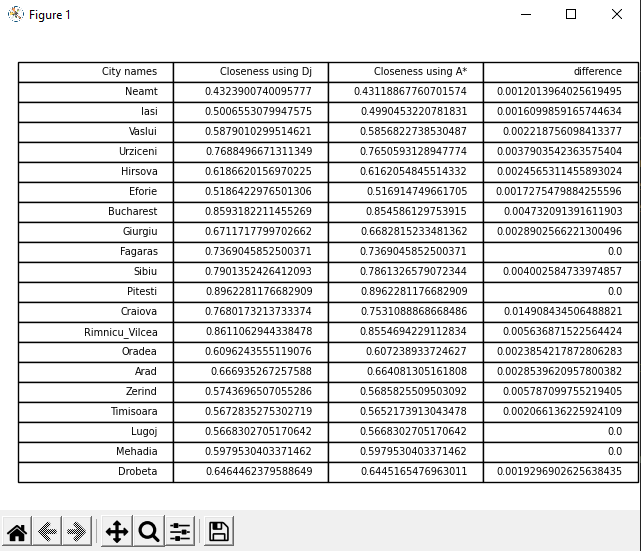 Figure 1
City names Closeness using Dj Closeness using A* difference
Neamt 0.4323900740095777 0.43118867760701574 0.0012013964025619495
Iasi 0.5006553079947575 0.4990453220781831 0.0016099859165744634
Vaslui 0.5879010299514621 0.5856822738530487 0.002218756098413377
Urziceni 0.7688496671311349 0.7650593128947774 0.0037903542363575404
Hirsova 0.6186620156970225 0.6162054845514332 0.0024565311455893024
Eforie 0.5186422976501306 0.516914749661705 0.0017275479884255596
Bucharest 0.8593182211455269 0.854586129753915 0.004732091391611903
Giurgiu 0.6711717799702662 0.6682815233481362 0.0028902566221300496
Fagaras 0.7369045852500371 0.7369045852500371 0.0
Sibiu 0.7901352426412093 0.7861326579072344 0.004002584733974857
Pitesti 0.8962281176682909 0.8962281176682909 0.0
Craiova 0.7680173213733374 0.7531088868668486 0.014908434506488821
Rimnicu_Vilcea 0.8611062944338478 0.8554694229112834 0.005636871522564424
Oradea 0.6096243555119076 0.607238933724627 0.0023854217872806283
Arad 0.666935267257588 0.664081305161808 0.0028539620957800382
Zerind 0.5743696507055286 0.5685825509503092 0.005787099755219405
Timisoara 0.5672835275302719 0.5652173913043478 0.002066136225924109
Lugoj 0.5668302705170642 0.5668302705170642 0.0
Mehadia 0.5979530403371462 0.5979530403371462 0.0
Drobeta 0.6464462379588649 0.6445165476963011 0.0019296902625638435